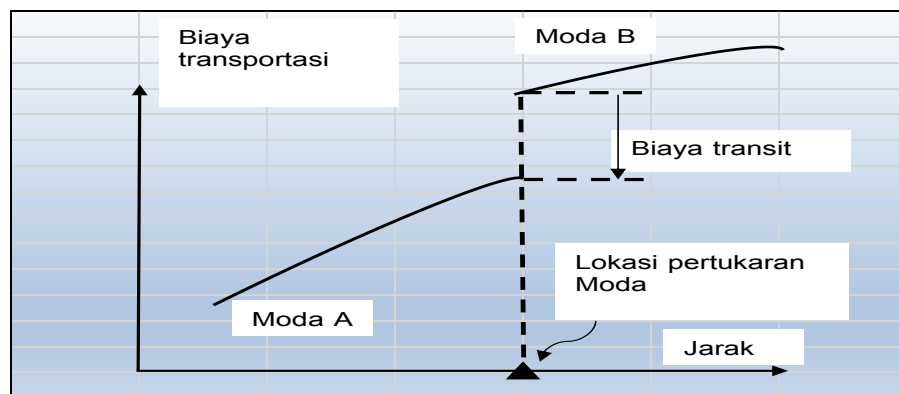 Biaya
transportasi
Moda B
Biaya transit
Lokasi pertukaran
Moda
Moda A
Jarak